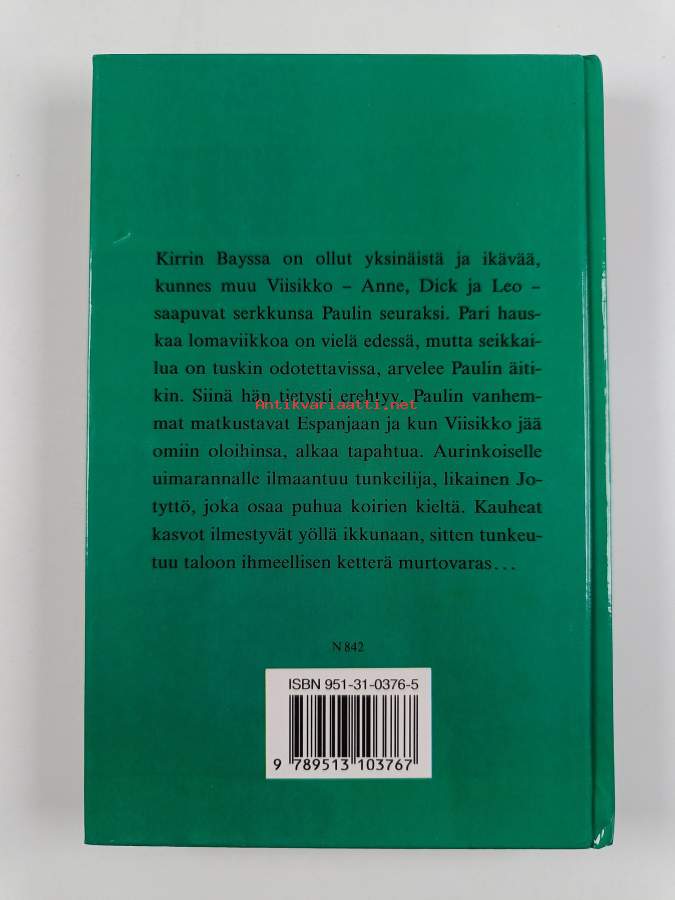 Kirrin Bayssa on ollut yksinäistä ja ikävää,
kunnes muu Viisikko – Anne, Dick ja Leo –
saapuvat serkkunsa Paulin seuraksi. Pari haus-
kaa lomaviikkoa on vielä edessä, mutta seikkai-
lua on tuskin odotettavissa, arvelee Paulin äiti-
kin. Siinä hän tietysti erehtyy. Paulin vanhem-
Antikvariaatti.net
mat matkustavat Espanjaan ja kun Viisikko jää
omiin oloihinsa, alkaa tapahtua. Aurinkoiselle
uimarannalle ilmaantuu tunkeilija, likainen Jo-
tyttö, joka osaa puhua koirien kieltä. Kauheat
kasvot ilmestyvät yöllä ikkunaan, sitten tunkeu-
tuu taloon ihmeellisen ketterä murtovaras...
N 842
ISBN 951-31-0376-5
9 789513 103767